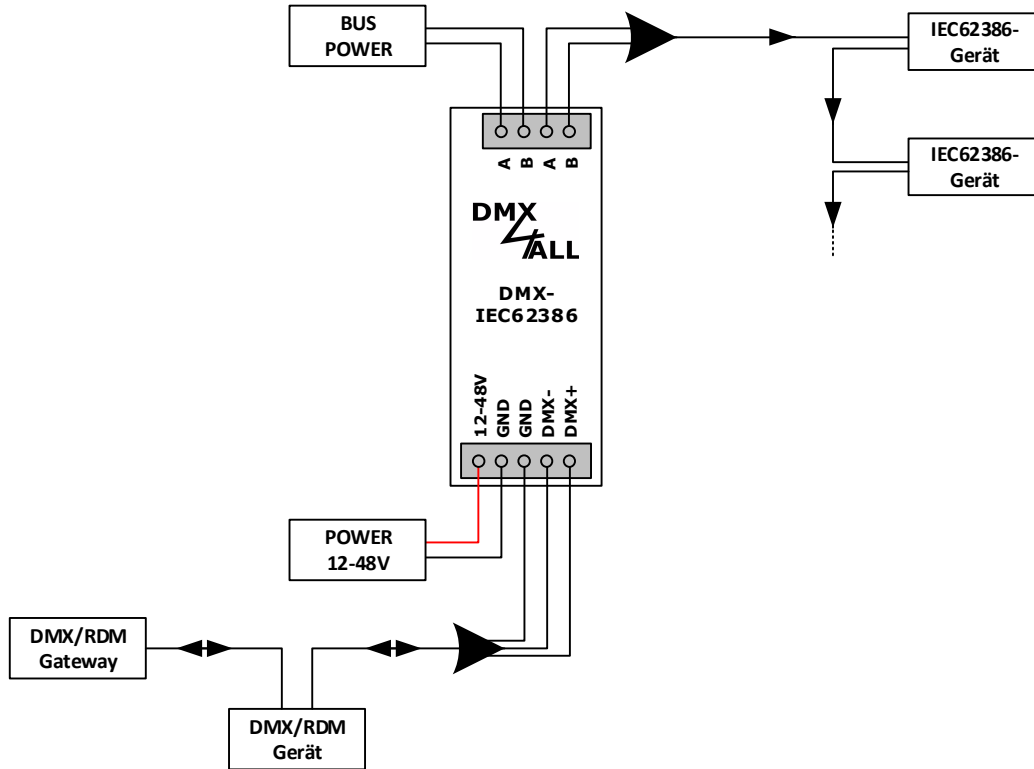 BUS
POWER
IEC62386-
Gerät
IEC62386-
Gerät
A
B
A
B
DMX
4
ALL
DMX-
IEC62386
12-48V
GND
GND
DMX-
DMX+
POWER
12-48V
DMX/RDM
Gateway
DMX/RDM
Gerät